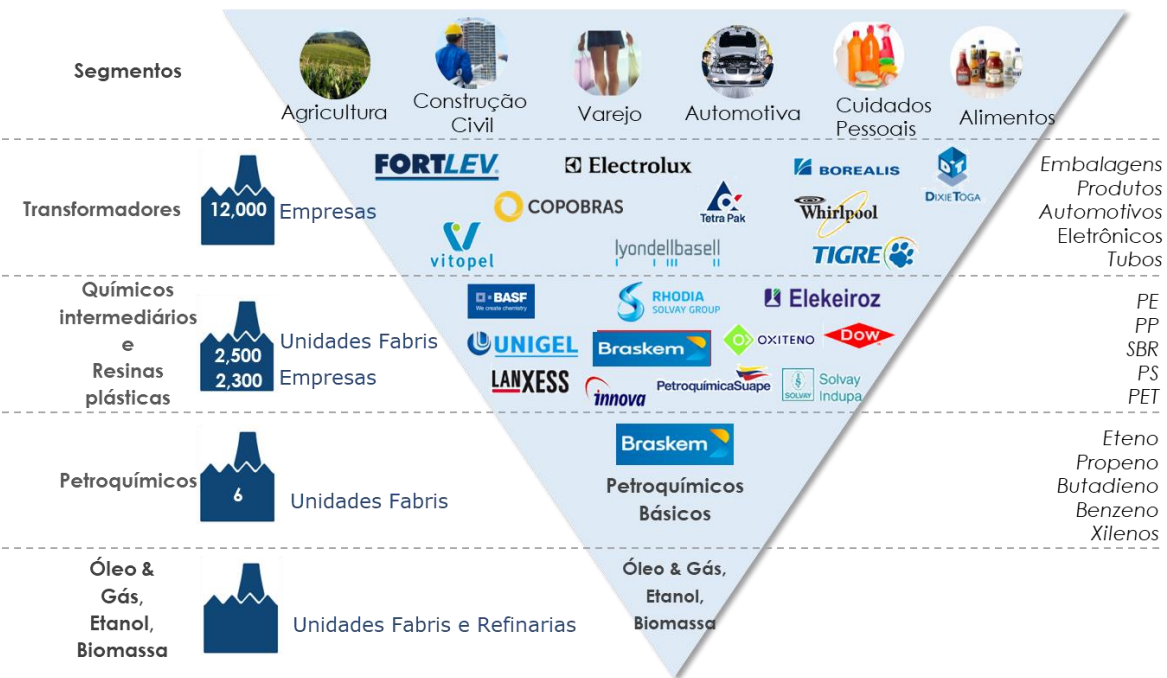 Segmentos
Agricultura
Construção
Civil
Varejo
Automotiva
Cuidados
Pessoais
Alimentos
Transformadores
12,000
Empresas
FORTLEV
Electrolux
BOREALIS
DT
DIXIE TOGA
COPOBRAS
Tetra Pak
Whirlpool
vitopel
lyondellbasell
TIGRE
Embalagens
Produtos
Automotivos
Eletrônicos
Tubos
Químicos
intermediários
e
Resinas
plásticas
2,500
2,300
Unidades Fabris
Empresas
BASF
We create chemistry
RHODIA
SOLVAY GROUP
Elekeiroz
UNIGEL
Braskem
OXITENO
Dow
LANXESS
innova
PetroquímicaSuape
SOLVAY
Solvay
Indupa
PE
PP
SBR
PS
PET
Petroquímicos
6
Unidades Fabris
Braskem
Petroquímicos
Básicos
Eteno
Propeno
Butadieno
Benzeno
Xilenos
Óleo &
Gás,
Etanol,
Biomassa
Unidades Fabris e Refinarias
Óleo & Gás,
Etanol,
Biomassa